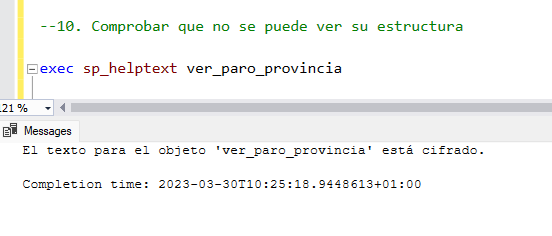 --10. Comprobar que no se puede ver su estructura
exec sp_helptext ver_paro_provincia
121 %
Messages
El texto para el objeto 'ver_paro_provincia' está cifrado.
Completion time: 2023-03-30T10:25:18.9448613+01:00